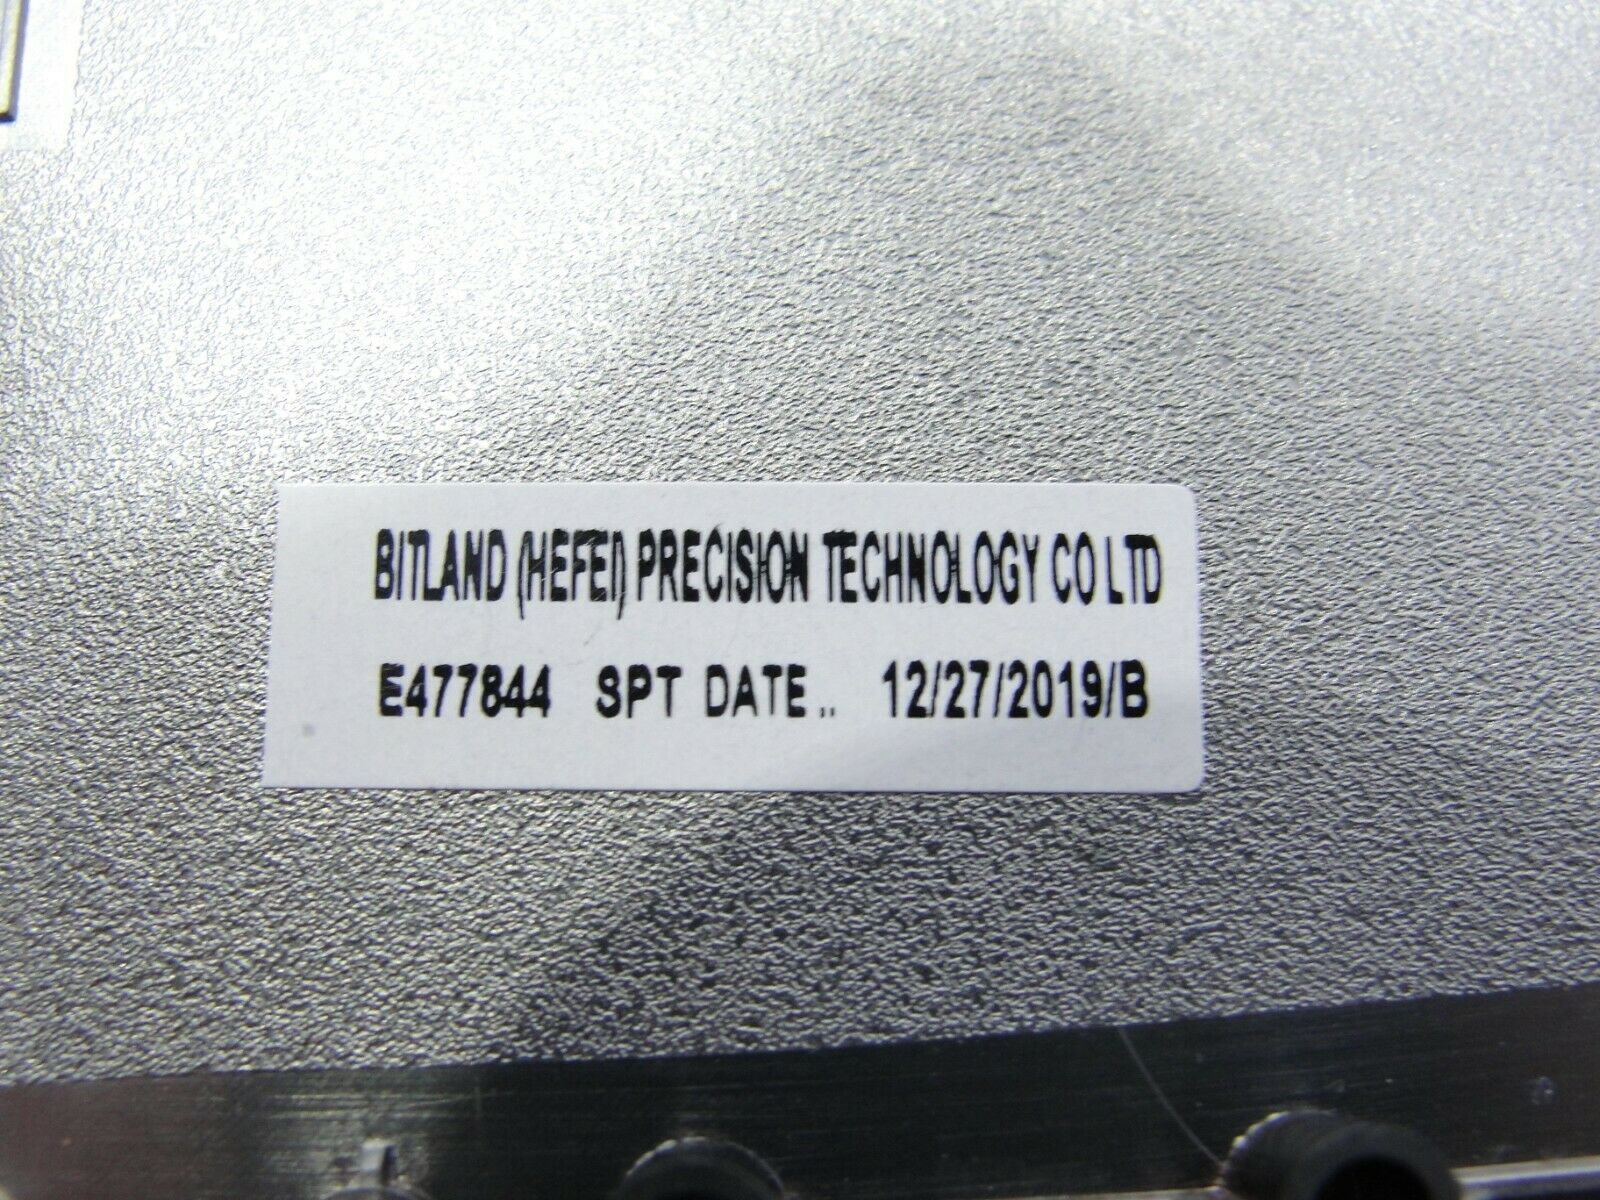 BITLAND (HEFEI) PRECISION TECHNOLOGY CO LTD
E477844 SPT DATE.. 12/27/2019/B